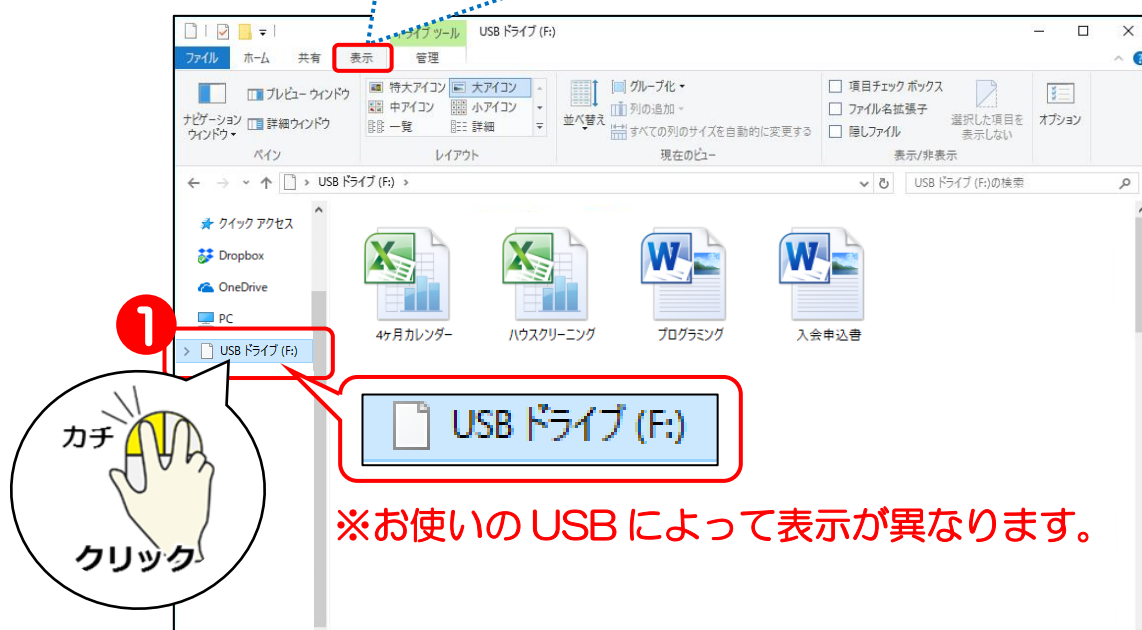 ドライブ ツール USB ドライブ (F:)
ファイル ホーム 共有 表示 管理
ナビゲーション ウィンドウ
プレビュー ウィンドウ
詳細ウィンドウ
ペイン
特大アイコン 大アイコン
中アイコン 小アイコン
一覧 詳細
レイアウト
並べ替え
グループ化
列の追加
すべての列のサイズを自動的に変更する
現在のビュー
項目チェック ボックス
ファイル名拡張子
隠しファイル
選択した項目を
表示しない
表示/非表示
オプション
USB ドライブ (F:)
USB ドライブ (F:)の検索
クイック アクセス
Dropbox
OneDrive
PC
1
USB ドライブ (F:)
4ヶ月カレンダー
ハウスクリーニング
プログラミング
入会申込書
USB ドライブ (F:)
カチ
クリック
※お使いの USB によって表示が異なります。